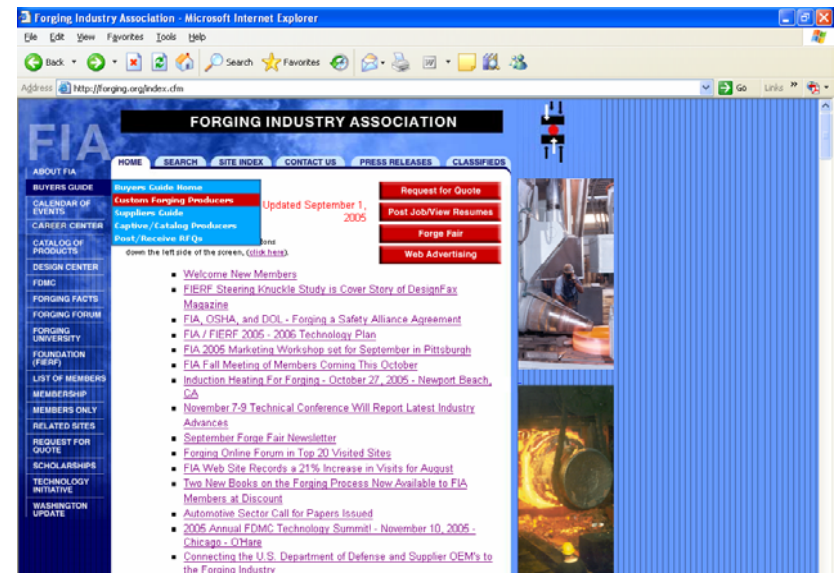 Forging Industry Association - Microsoft Internet Explorer
File Edit View Favorites Tools Help
Back Search Favorites
Address http://forging.org/index.cfm Go Links
FIA
FORGING INDUSTRY ASSOCIATION
HOME SEARCH SITE INDEX CONTACT US PRESS RELEASES CLASSIFIEDS
ABOUT FIA
BUYERS GUIDE
CALENDAR OF
EVENTS
CAREER CENTER
CATALOG OF
PRODUCTS
DESIGN CENTER
FDMC
FORGING FACTS
FORGING FORUM
FORGING
UNIVERSITY
FOUNDATION
(FIERF)
LIST OF MEMBERS
MEMBERSHIP
MEMBERS ONLY
RELATED SITES
REQUEST FOR
QUOTE
SCHOLARSHIPS
TECHNOLOGY
INITIATIVE
WASHINGTON
UPDATE
Buyers Guide Home
Custom Forging Producers
Suppliers Guide
Captive/Catalog Producers
Post/Receive RFQs
Updated September 1,
2005
Request for Quote
Post Job/View Resumes
Forge Fair
Web Advertising
down the left side of the screen, (click here).
Welcome New Members
FIERF Steering Knuckle Study is Cover Story of DesignFax
Magazine
FIA, OSHA, and DOL - Forging a Safety Alliance Agreement
FIA / FIERF 2005 - 2006 Technology Plan
FIA 2005 Marketing Workshop set for September in Pittsburgh
FIA Fall Meeting of Members Coming This October
Induction Heating For Forging - October 27, 2005 - Newport Beach,
CA
November 7-9 Technical Conference Will Report Latest Industry
Advances
September Forge Fair Newsletter
Forging Online Forum in Top 20 Visited Sites
FIA Web Site Records a 21% Increase in Visits for August
Two New Books on the Forging Process Now Available to FIA
Members at Discount
Automotive Sector Call for Papers Issued
2005 Annual FDMC Technology Summit! - November 10, 2005 -
Chicago - O'Hare
Connecting the U.S. Department of Defense and Supplier OEM's to
the Forging Industry